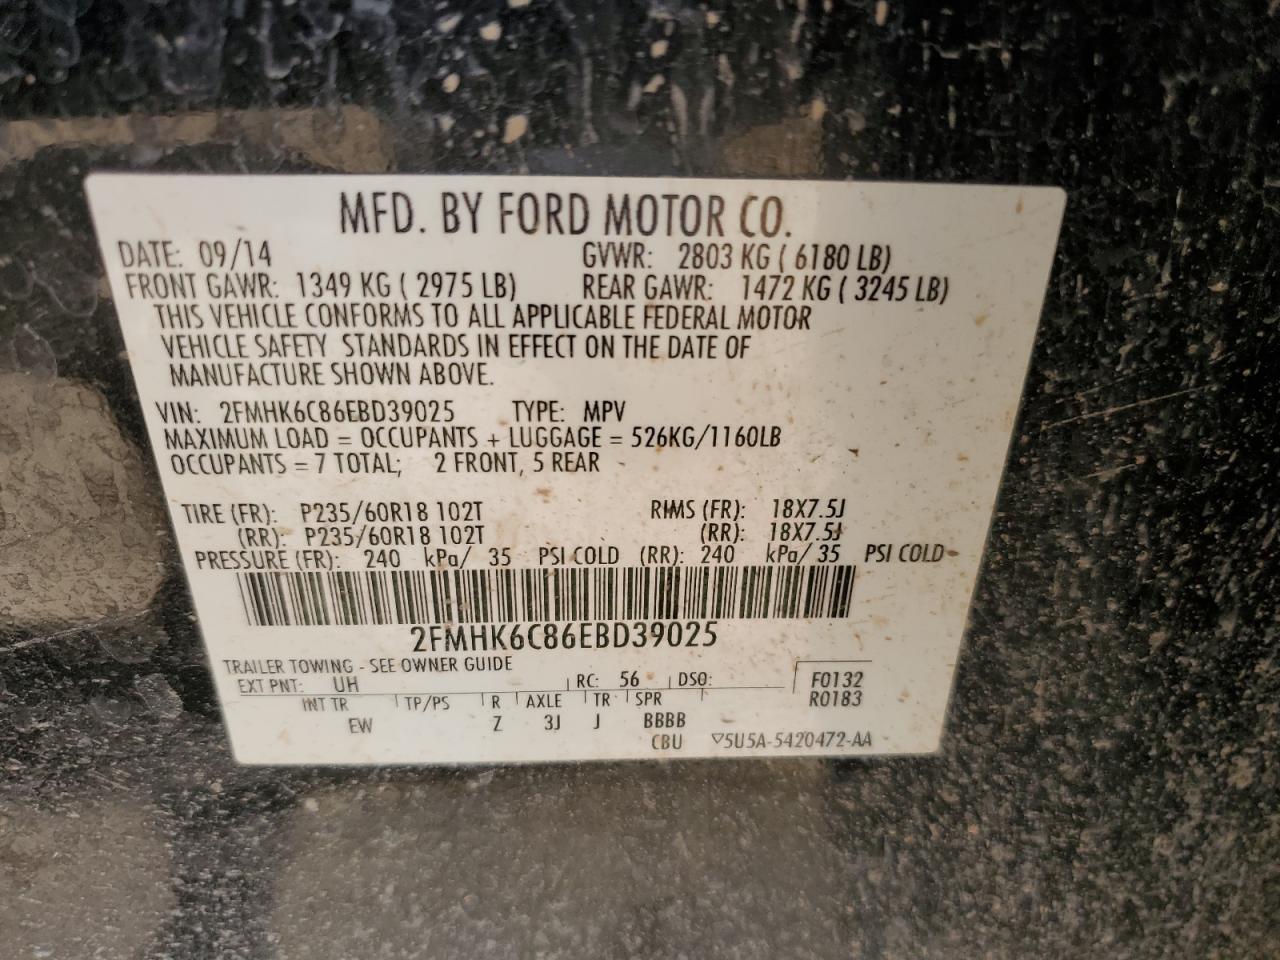 MFD. BY FORD MOTOR CO.
DATE: 09/14 GVWR: 2803 KG ( 6180 LB)
FRONT GAWR: 1349 KG ( 2975 LB) REAR GAWR: 1472 KG ( 3245 LB)
THIS VEHICLE CONFORMS TO ALL APPLICABLE FEDERAL MOTOR
VEHICLE SAFETY STANDARDS IN EFFECT ON THE DATE OF
MANUFACTURE SHOWN ABOVE.
VIN: 2FMHK6C86EBD39025 TYPE: MPV
MAXIMUM LOAD = OCCUPANTS + LUGGAGE = 526KG/1160LB
OCCUPANTS = 7 TOTAL; 2 FRONT, 5 REAR
TIRE (FR): P235/60R18 102T RIMS (FR): 18X7.5J
(RR): P235/60R18 102T (RR): 18X7.5J
PRESSURE (FR): 240 kPa/ 35 PSI COLD (RR): 240 kPa/ 35 PSI COLD
2FMHK6C86EBD39025
TRAILER TOWING - SEE OWNER GUIDE
EXT PNT: UH RC: 56 DSO: F0132
INT TR TP/PS R AXLE TR SPR R0183
EW Z 3J J BBBB
CBU ▽5U5A-5420472-AA